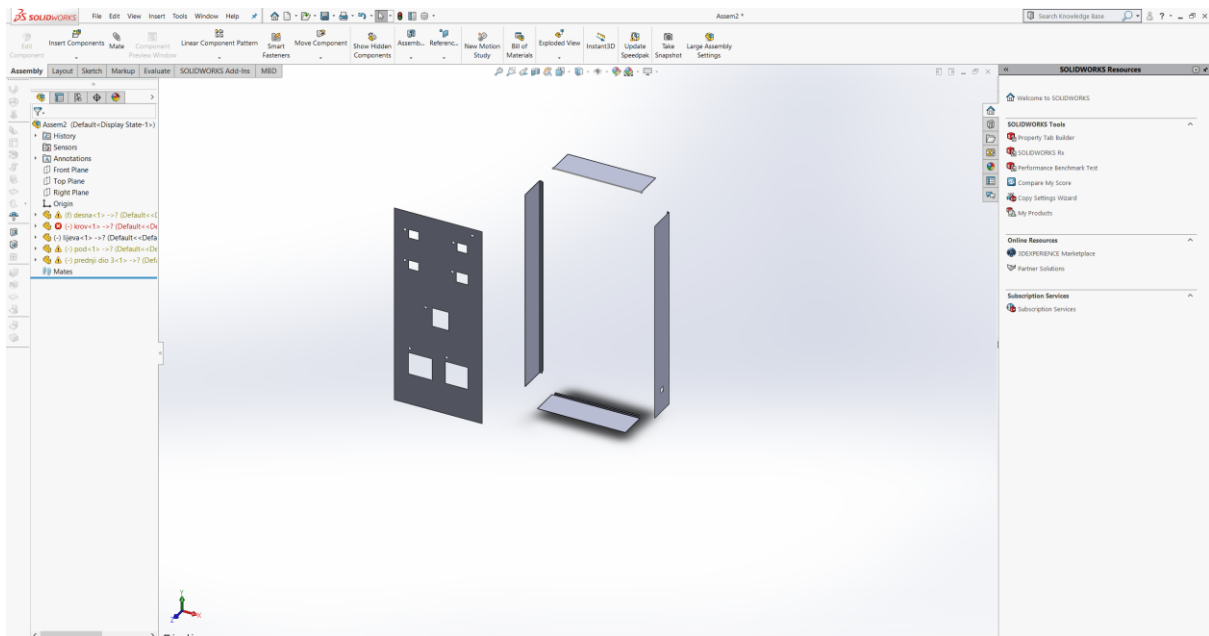 SOLIDWORKS File Edit View Insert Tools Window Help Assem2 * Search Knowledge Base
Edit Component Insert Components Mate Component Preview Window Linear Component Pattern Smart Fasteners Move Component Show Hidden Components Assemb... Referenc... New Motion Study Bill of Materials Exploded View Instant3D Update Speedpak Take Snapshot Large Assembly Settings
Assembly Layout Sketch Markup Evaluate SOLIDWORKS Add-Ins MBD
SOLIDWORKS Resources
Assem2 (Default<Display State-1>)
History
Sensors
Annotations
Front Plane
Top Plane
Right Plane
Origin
(f) desna<1> ->? (Default<<D
(-) krov<1> ->? (Default<<De
(-) lijeva<1> ->? (Default<<Defa
(-) pod<1> ->? (Default<<De
(-) prednji dio 3<1> ->? (Defa
Mates
Y
X
Z
Welcome to SOLIDWORKS
SOLIDWORKS Tools
Property Tab Builder
SOLIDWORKS Rx
Performance Benchmark Test
Compare My Score
Copy Settings Wizard
My Products
Online Resources
3DEXPERIENCE Marketplace
Partner Solutions
Subscription Services
Subscription Services